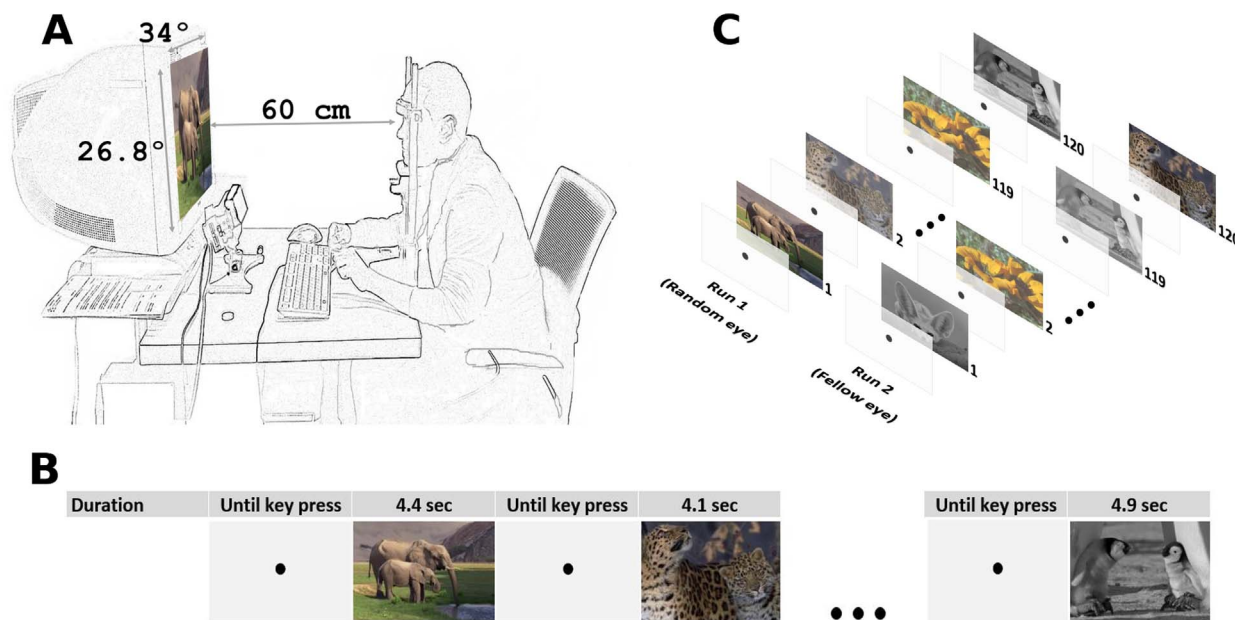 A
34°
60 cm
26.8°
C
120
119
2
1
120
119
2
1
Run 1
(Random eye)
Run 2
(Fellow eye)
B
Duration Until key press 4.4 sec Until key press 4.1 sec Until key press 4.9 sec